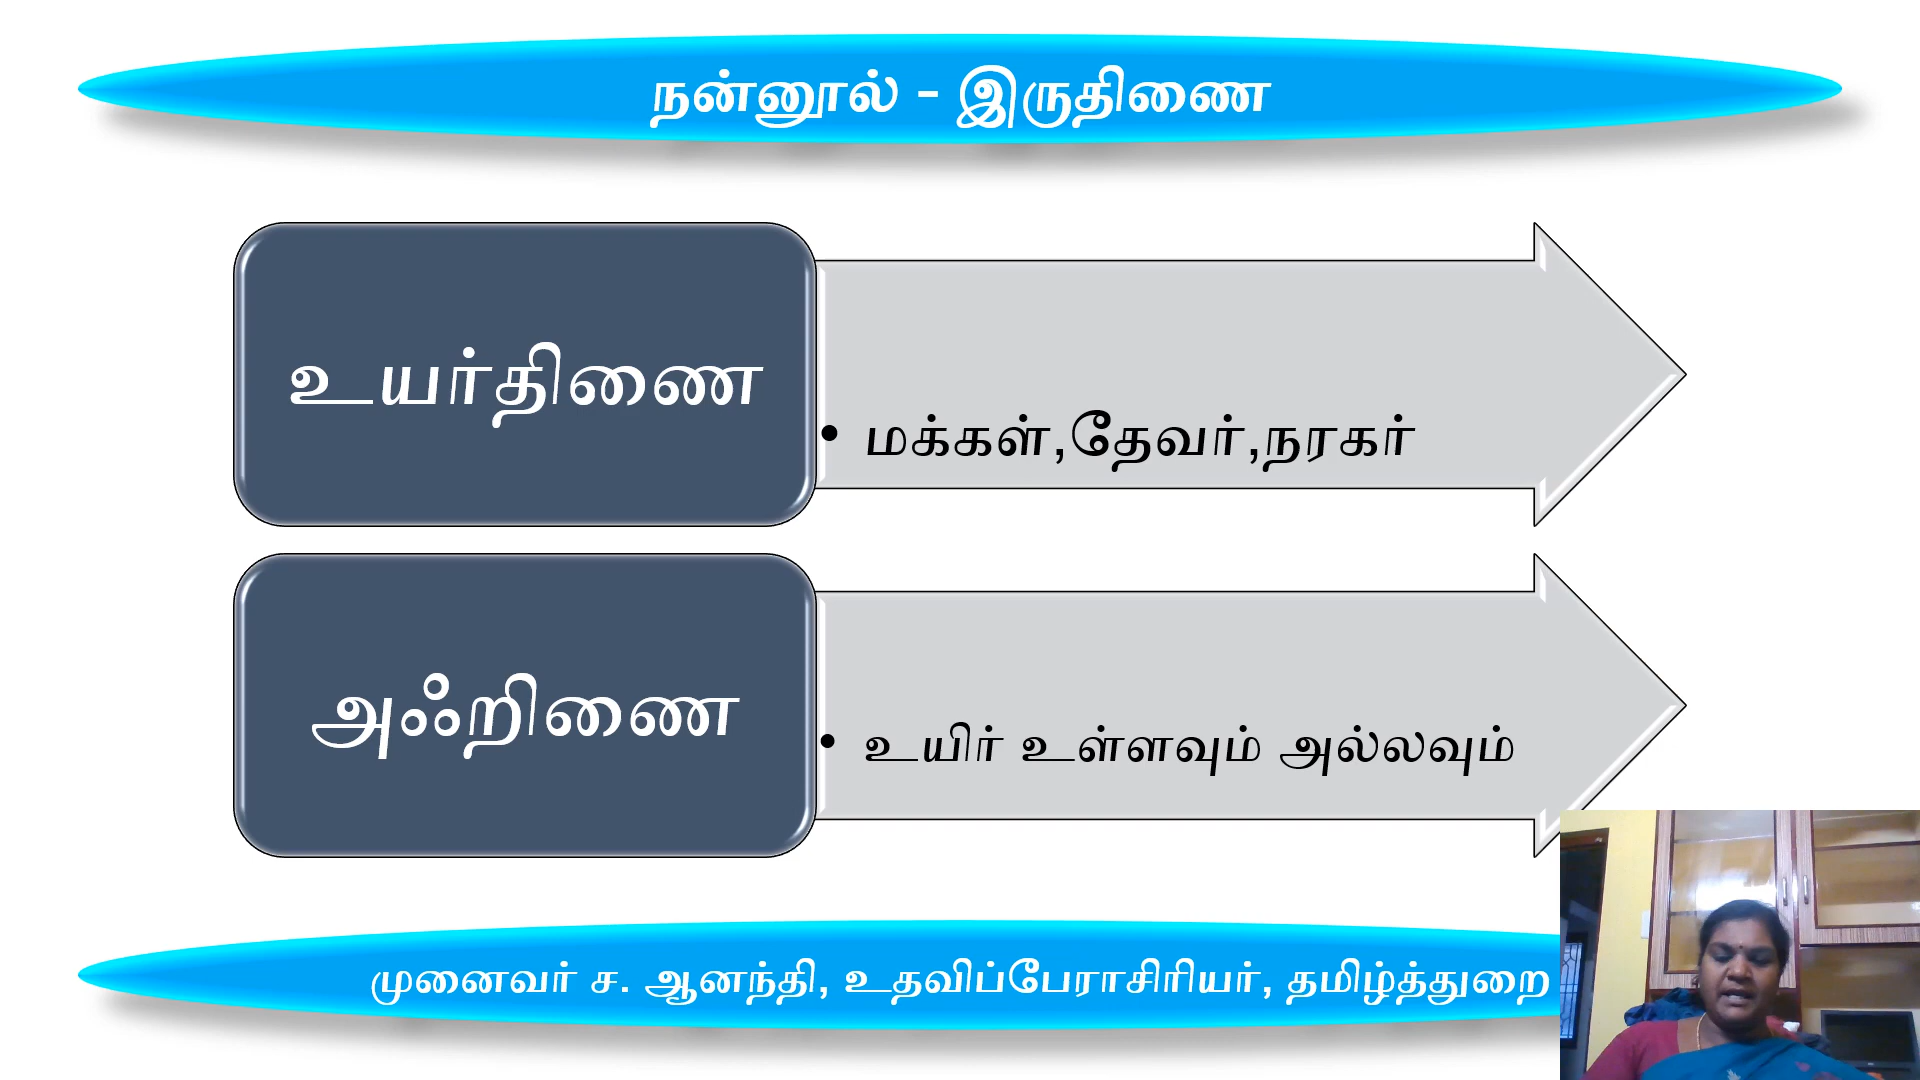 நன்னூல் - இருதிணை
உயர்திணை
• மக்கள்,தேவர்,நரகர்
அஃறிணை
• உயிர் உள்ளவும் அல்லவும்
முனைவர் ச. ஆனந்தி, உதவிப்பேராசிரியர், தமிழ்த்துறை